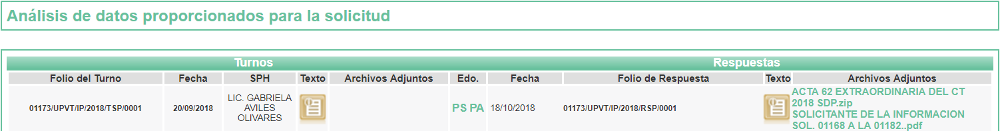 Análisis de datos proporcionados para la solicitud
Turnos Respuestas
Folio del Turno Fecha SPH Texto Archivos Adjuntos Edo. Fecha Folio de Respuesta Texto Archivos Adjuntos
01173/UPVT/IP/2018/TSP/0001 20/09/2018
LIC. GABRIELA
AVILES
OLIVARES
PS PA 18/10/2018 01173/UPVT/IP/2018/RSP/0001
ACTA 62 EXTRAORDINARIA DEL CT
2018 SDP.zip
SOLICITANTE DE LA INFORMACION
SOL. 01168 A LA 01182..pdf